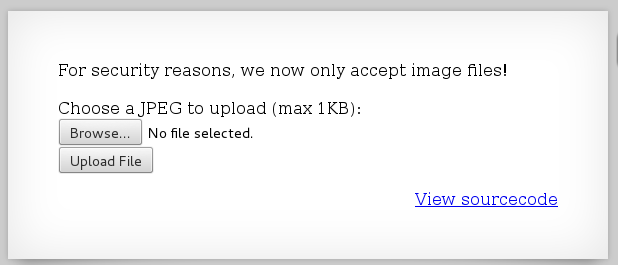 For security reasons, we now only accept image files!
Choose a JPEG to upload (max 1KB):
Browse... No file selected.
Upload File
View sourcecode